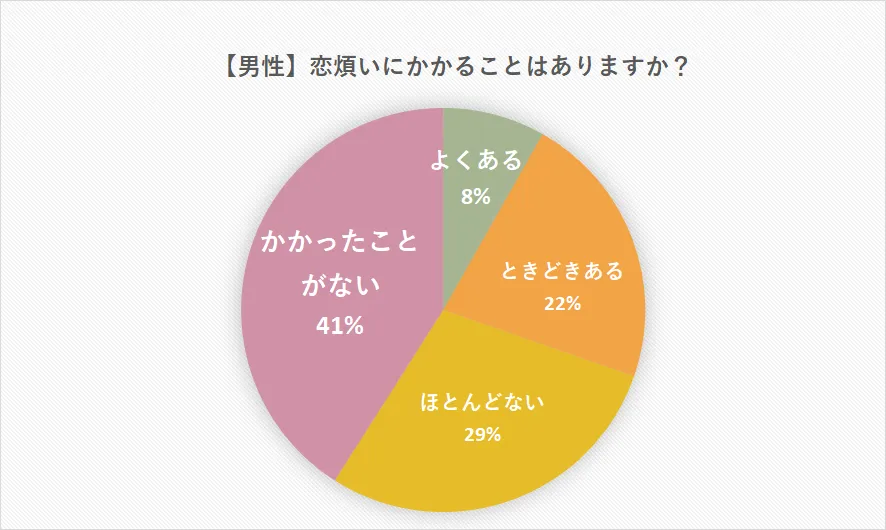 【男性】恋煩いにかかることはありますか？
よくある
8%
ときどきある
22%
ほとんどない
29%
かかったこと
がない
41%